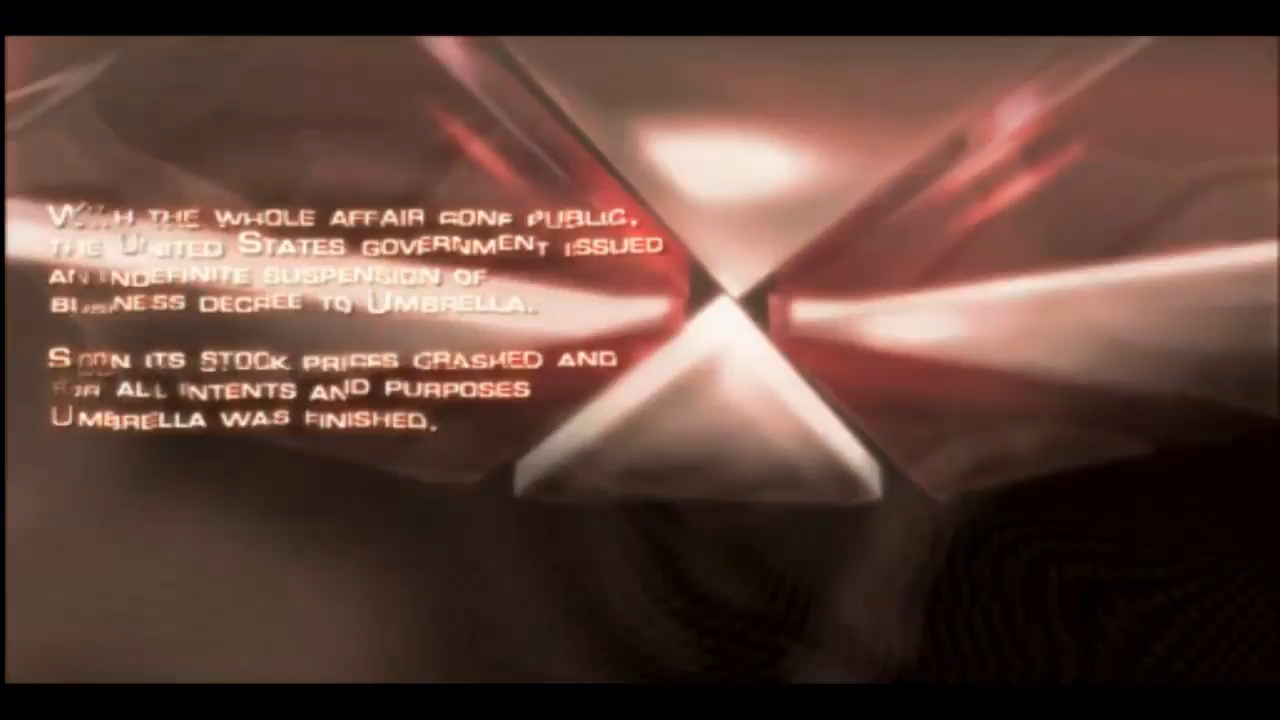 With the whole affair gone public,
the United States government issued
an indefinite suspension of
business decree to Umbrella.
Soon its stock prices crashed and
for all intents and purposes
Umbrella was finished.